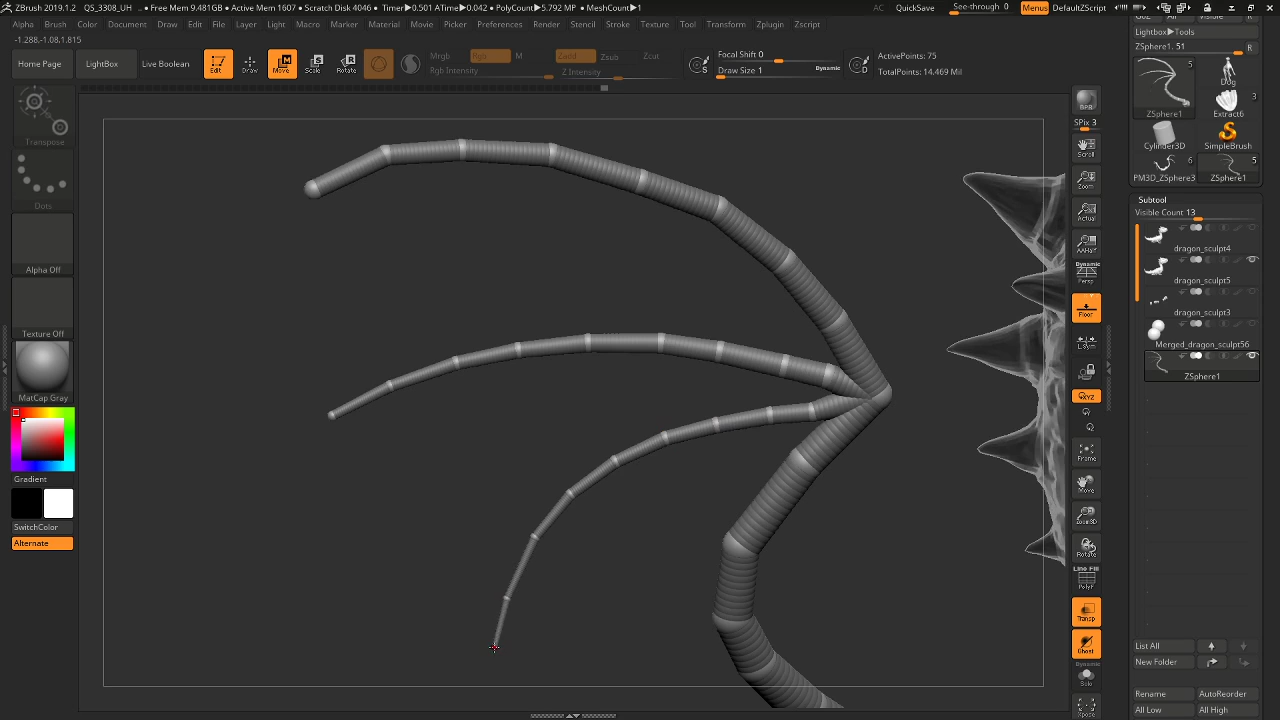 ZBrush 2019.1.2 QS_3308_UH .. • Free Mem 9.481GB • Active Mem 1607 • Scratch Disk 4046 • Timer▶0.501 ATime▶0.042 • PolyCount▶5.792 MP • MeshCount▶1 AC QuickSave See-through 0 Menus DefaultZScript
Alpha Brush Color Document Draw Edit File Layer Light Macro Marker Material Movie Picker Preferences Render Stencil Stroke Texture Tool Transform Zplugin Zscript
-1.288,-1.08,1.815
Home Page LightBox Live Boolean Edit Draw Move Scale Rotate
Mrgb Rgb M Zadd Zsub Zcut
Rgb Intensity Z Intensity
Focal Shift 0
Draw Size 1 Dynamic
S D
ActivePoints: 75
TotalPoints: 14.469 Mil
Transpose
Dots
Alpha Off
Texture Off
MatCap Gray
Gradient
SwitchColor
Alternate
BPR
SPix 3
Scroll
Zoom
Actual
AAHalf
Dynamic
Persp
Floor
L.Sym
XYZ
Frame
Move
Zoom3D
Rotate
Line Fill
PolyF
Transp
Ghost
Dynamic
Solo
Xpose
GoZ All Visible R
Lightbox▶Tools
ZSphere1. 51 R
5
ZSphere1
Dog
3
Extract6
Cylinder3D SimpleBrush
6 5
PM3D_ZSphere3 ZSphere1
Subtool
Visible Count 13
dragon_sculpt4
dragon_sculpt5
dragon_sculpt3
Merged_dragon_sculpt56
ZSphere1
List All
New Folder
Rename AutoReorder
All Low All High